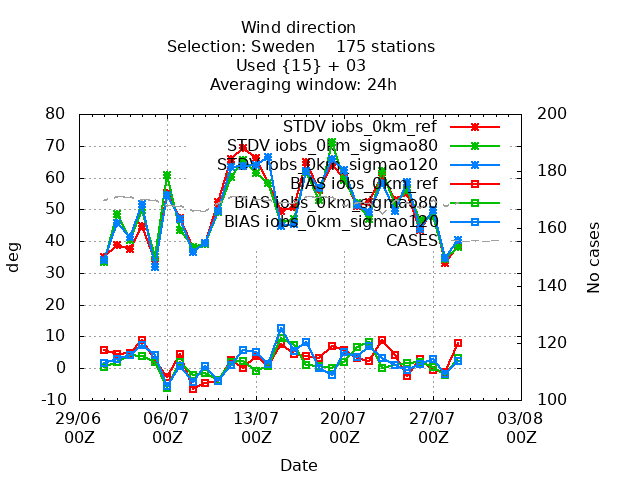 Wind direction
Selection: Sweden 175 stations
Used {15} + 03
Averaging window: 24h
80 200
STDV iobs_0km_ref
70
STDV iobs_0km_sigmao80
STDV iobs_0km_sigmao120
60 180
BIAS iobs_0km_ref
50
BIAS iobs_0km_sigmao80
BIAS iobs_0km_sigmao120
40 160
CASES
30
20 140
10 120
0
-10 100
deg
No cases
29/06 06/07 13/07 20/07 27/07 03/08
00Z 00Z 00Z 00Z 00Z 00Z
Date